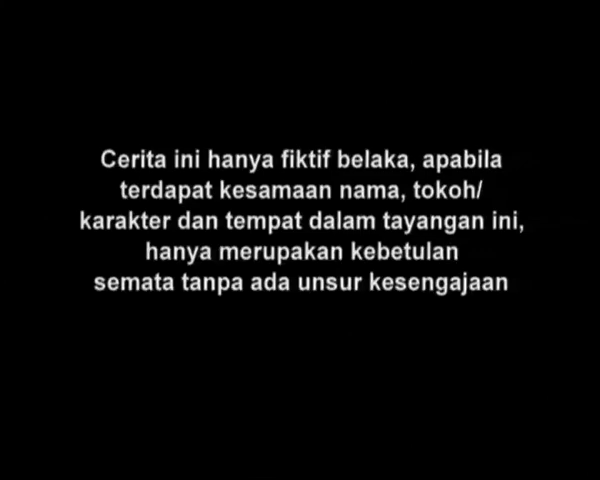 Cerita ini hanya fiktif belaka, apabila
terdapat kesamaan nama, tokoh/
karakter dan tempat dalam tayangan ini,
hanya merupakan kebetulan
semata tanpa ada unsur kesengajaan